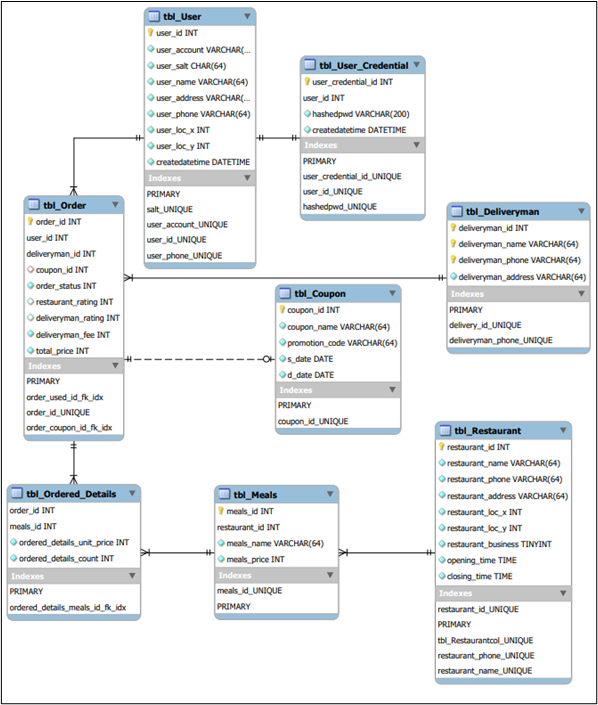 tbl_User
user_id INT
user_account VARCHAR(...
user_salt CHAR(64)
user_name VARCHAR(64)
user_address VARCHAR(...
user_phone VARCHAR(64)
user_loc_x INT
user_loc_y INT
createdatetime DATETIME
Indexes
PRIMARY
salt_UNIQUE
user_account_UNIQUE
user_id_UNIQUE
user_phone_UNIQUE
tbl_User_Credential
user_credential_id INT
user_id INT
hashedpwd VARCHAR(200)
createdatetime DATETIME
Indexes
PRIMARY
user_credential_id_UNIQUE
user_id_UNIQUE
hashedpwd_UNIQUE
tbl_Order
order_id INT
user_id INT
deliveryman_id INT
coupon_id INT
order_status INT
restaurant_rating INT
deliveryman_rating INT
deliveryman_fee INT
total_price INT
Indexes
PRIMARY
order_used_id_fk_idx
order_id_UNIQUE
order_coupon_id_fk_idx
tbl_Deliveryman
deliveryman_id INT
deliveryman_name VARCHAR(64)
deliveryman_phone VARCHAR(64)
deliveryman_address VARCHAR(64)
Indexes
PRIMARY
delivery_id_UNIQUE
deliveryman_phone_UNIQUE
tbl_Coupon
coupon_id INT
coupon_name VARCHAR(64)
promotion_code VARCHAR(64)
s_date DATE
d_date DATE
Indexes
PRIMARY
coupon_id_UNIQUE
tbl_Restaurant
restaurant_id INT
restaurant_name VARCHAR(64)
restaurant_phone VARCHAR(64)
restaurant_address VARCHAR(64)
restaurant_loc_x INT
restaurant_loc_y INT
restaurant_business TINYINT
opening_time TIME
closing_time TIME
Indexes
restaurant_id_UNIQUE
PRIMARY
tbl_Restaurantcol_UNIQUE
restaurant_phone_UNIQUE
restaurant_name_UNIQUE
tbl_Ordered_Details
order_id INT
meals_id INT
ordered_details_unit_price INT
ordered_details_count INT
Indexes
PRIMARY
ordered_details_meals_id_fk_idx
tbl_Meals
meals_id INT
restaurant_id INT
meals_name VARCHAR(64)
meals_price INT
Indexes
meals_id_UNIQUE
PRIMARY